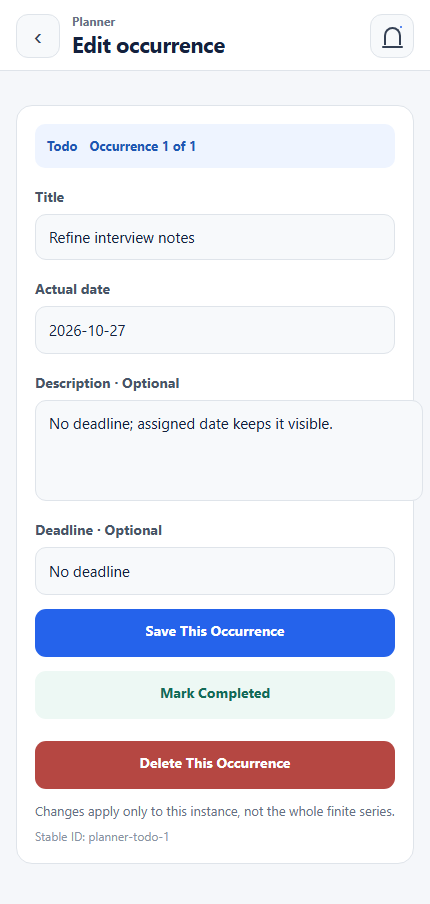 Planner
Edit occurrence
Todo Occurrence 1 of 1
Title
Refine interview notes
Actual date
2026-10-27
Description · Optional
No deadline; assigned date keeps it visible.
Deadline · Optional
No deadline
Save This Occurrence
Mark Completed
Delete This Occurrence
Changes apply only to this instance, not the whole finite series.
Stable ID: planner-todo-1